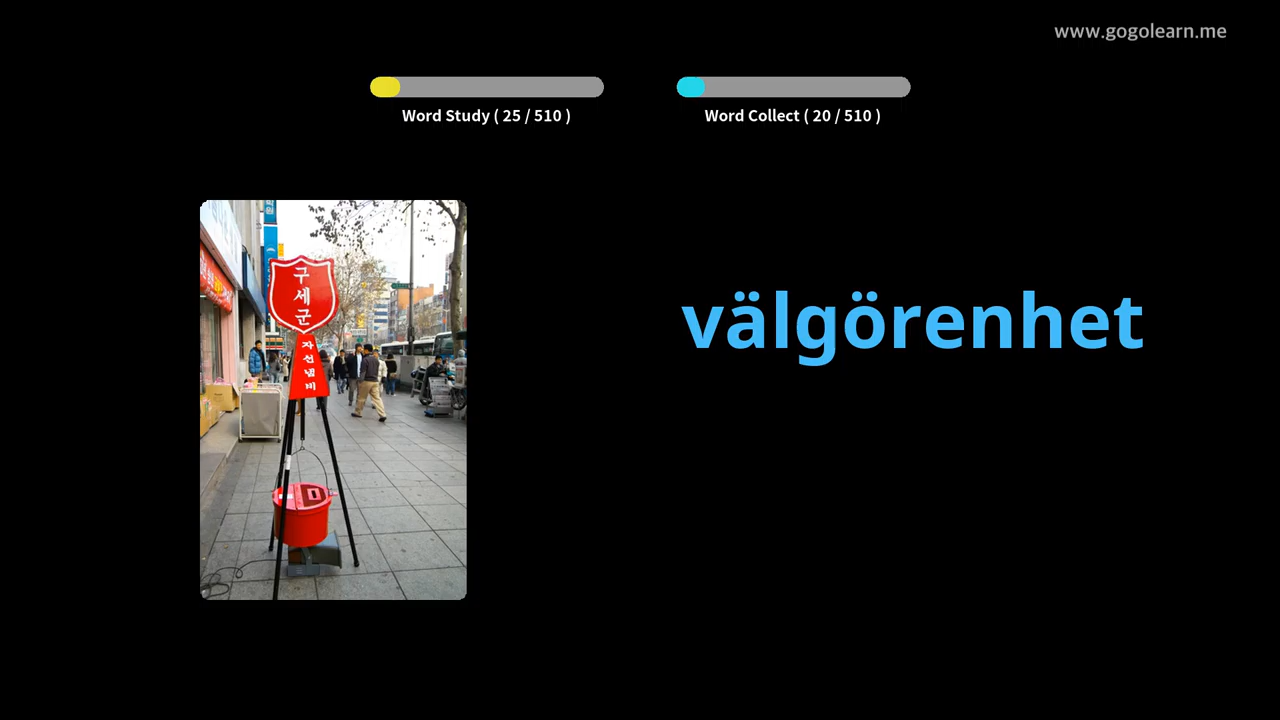 www.gogolearn.me
Word Study ( 25 / 510 )
Word Collect ( 20 / 510 )
구
세
군
자
선
냄
비
välgörenhet